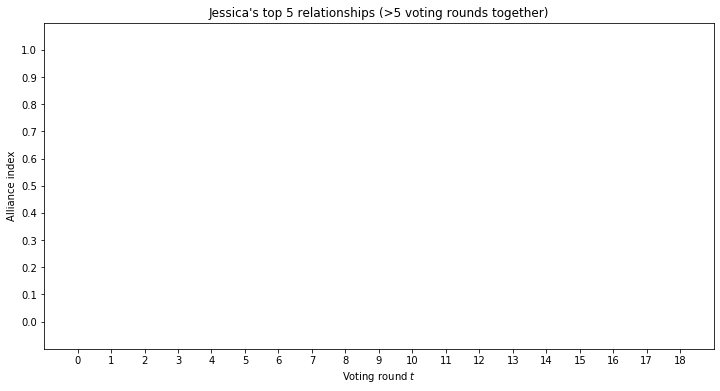 Jessica's top 5 relationships (>5 voting rounds together)
1.0
0.9
0.8
0.7
0.6
0.5
0.4
0.3
0.2
0.1
0.0
Alliance index
0 1 2 3 4 5 6 7 8 9 10 11 12 13 14 15 16 17 18
Voting round t